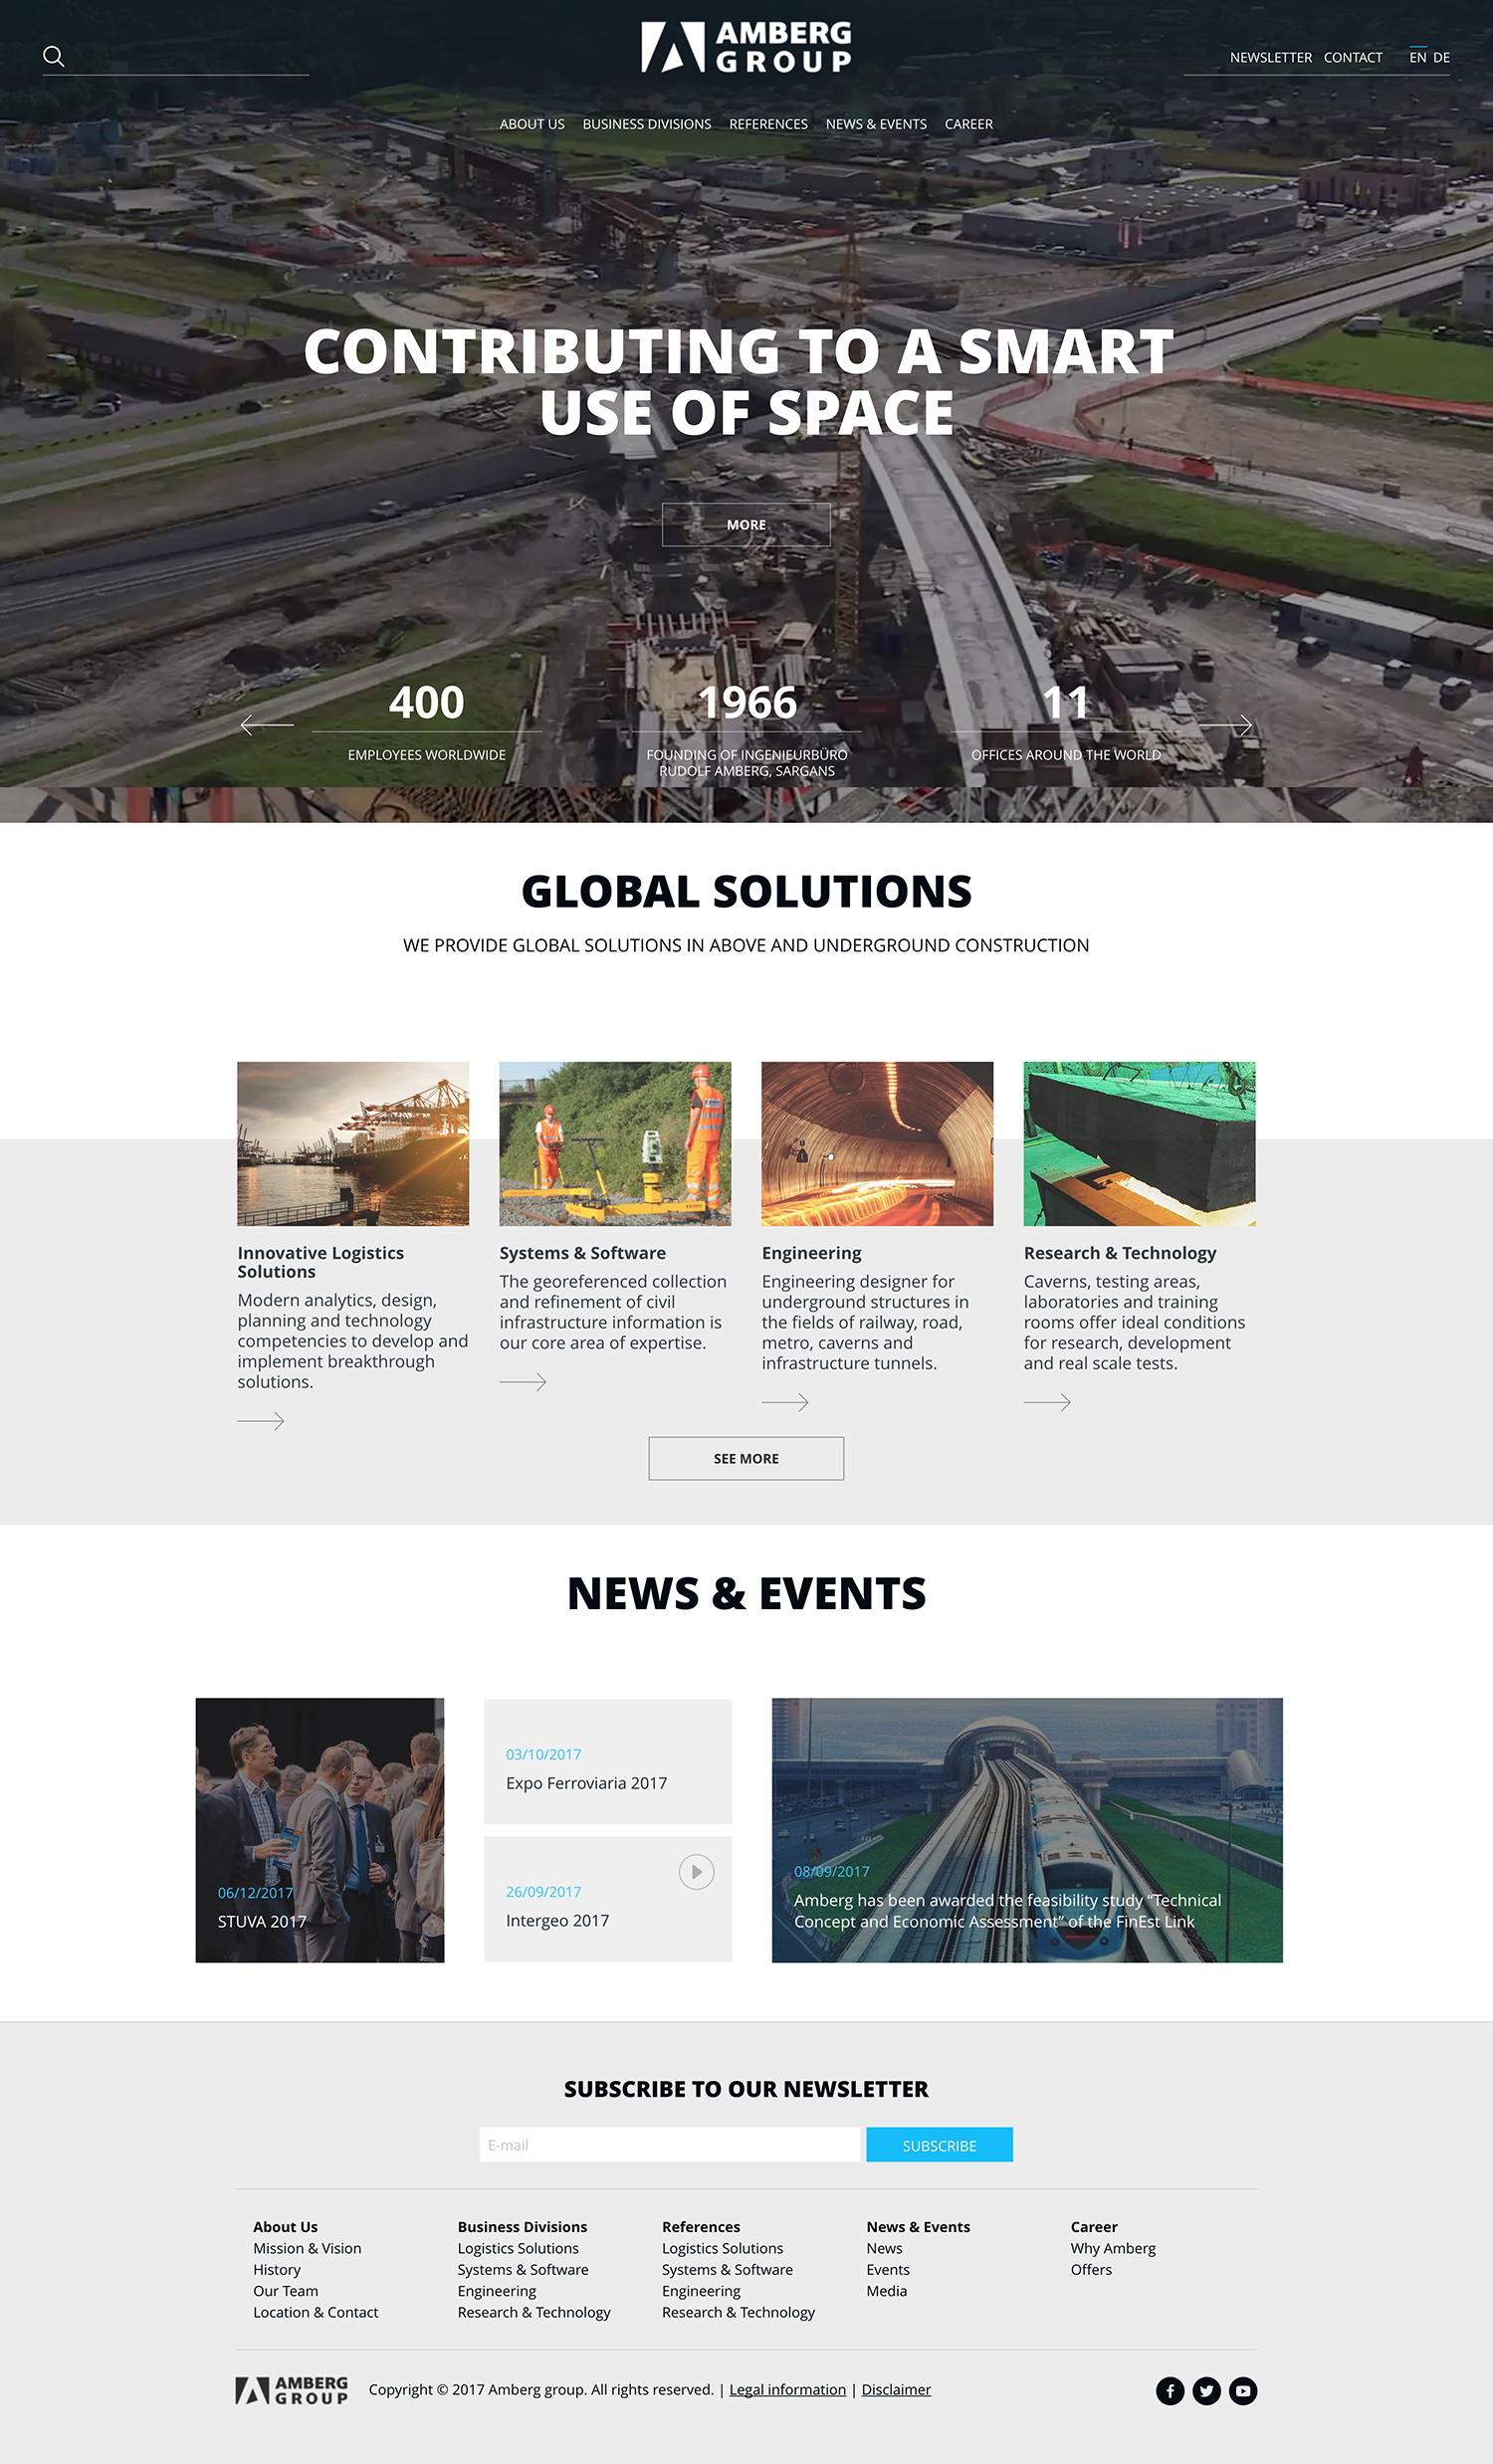 AMBERG
GROUP
NEWSLETTER CONTACT EN DE
ABOUT US BUSINESS DIVISIONS REFERENCES NEWS & EVENTS CAREER
CONTRIBUTING TO A SMART
USE OF SPACE
MORE
400
EMPLOYEES WORLDWIDE
1966
FOUNDING OF INGENIEURBÜRO
RUDOLF AMBERG, SARGANS
11
OFFICES AROUND THE WORLD
GLOBAL SOLUTIONS
WE PROVIDE GLOBAL SOLUTIONS IN ABOVE AND UNDERGROUND CONSTRUCTION
Innovative Logistics
Solutions
Modern analytics, design,
planning and technology
competencies to develop and
implement breakthrough
solutions.
Systems & Software
The georeferenced collection
and refinement of civil
infrastructure information is
our core area of expertise.
Engineering
Engineering designer for
underground structures in
the fields of railway, road,
metro, caverns and
infrastructure tunnels.
Research & Technology
Caverns, testing areas,
laboratories and training
rooms offer ideal conditions
for research, development
and real scale tests.
SEE MORE
NEWS & EVENTS
06/12/2017
STUVA 2017
03/10/2017
Expo Ferroviaria 2017
26/09/2017
Intergeo 2017
08/09/2017
Amberg has been awarded the feasibility study “Technical
Concept and Economic Assessment” of the FinEst Link
SUBSCRIBE TO OUR NEWSLETTER
E-mail
SUBSCRIBE
About Us
Mission & Vision
History
Our Team
Location & Contact
Business Divisions
Logistics Solutions
Systems & Software
Engineering
Research & Technology
References
Logistics Solutions
Systems & Software
Engineering
Research & Technology
News & Events
News
Events
Media
Career
Why Amberg
Offers
AMBERG
GROUP
Copyright © 2017 Amberg group. All rights reserved. | Legal information | Disclaimer